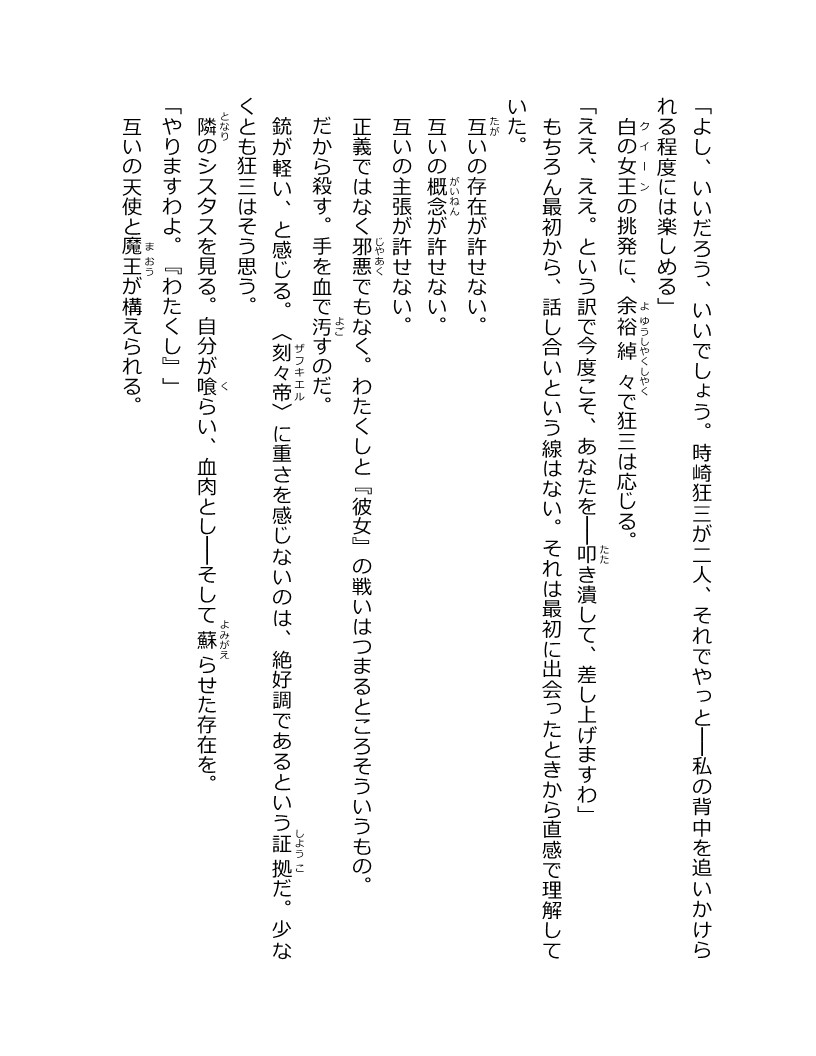 「よし、いいだろう、いいでしょう。時崎狂三が二人、それでやっと──私の背中を追いかけら
れる程度には楽しめる」
白の女王の挑発に、余裕綽々で狂三は応じる。
「ええ、ええ。という訳で今度こそ、あなたを──叩き潰して、差し上げますわ」
もちろん最初から、話し合いという線はない。それは最初に出会ったときから直感で理解して
いた。
互いの存在が許せない。
互いの概念が許せない。
互いの主張が許せない。
正義ではなく邪悪でもなく。わたくしと『彼女』の戦いはつまるところそういうもの。
だから殺す。手を血で汚すのだ。
銃が軽い、と感じる。〈刻々帝〉に重さを感じないのは、絶好調であるという証拠だ。少な
くとも狂三はそう思う。
隣のシスタスを見る。自分が喰らい、血肉とし──そして蘇らせた存在を。
「やりますわよ。『わたくし』」
互いの天使と魔王が構えられる。